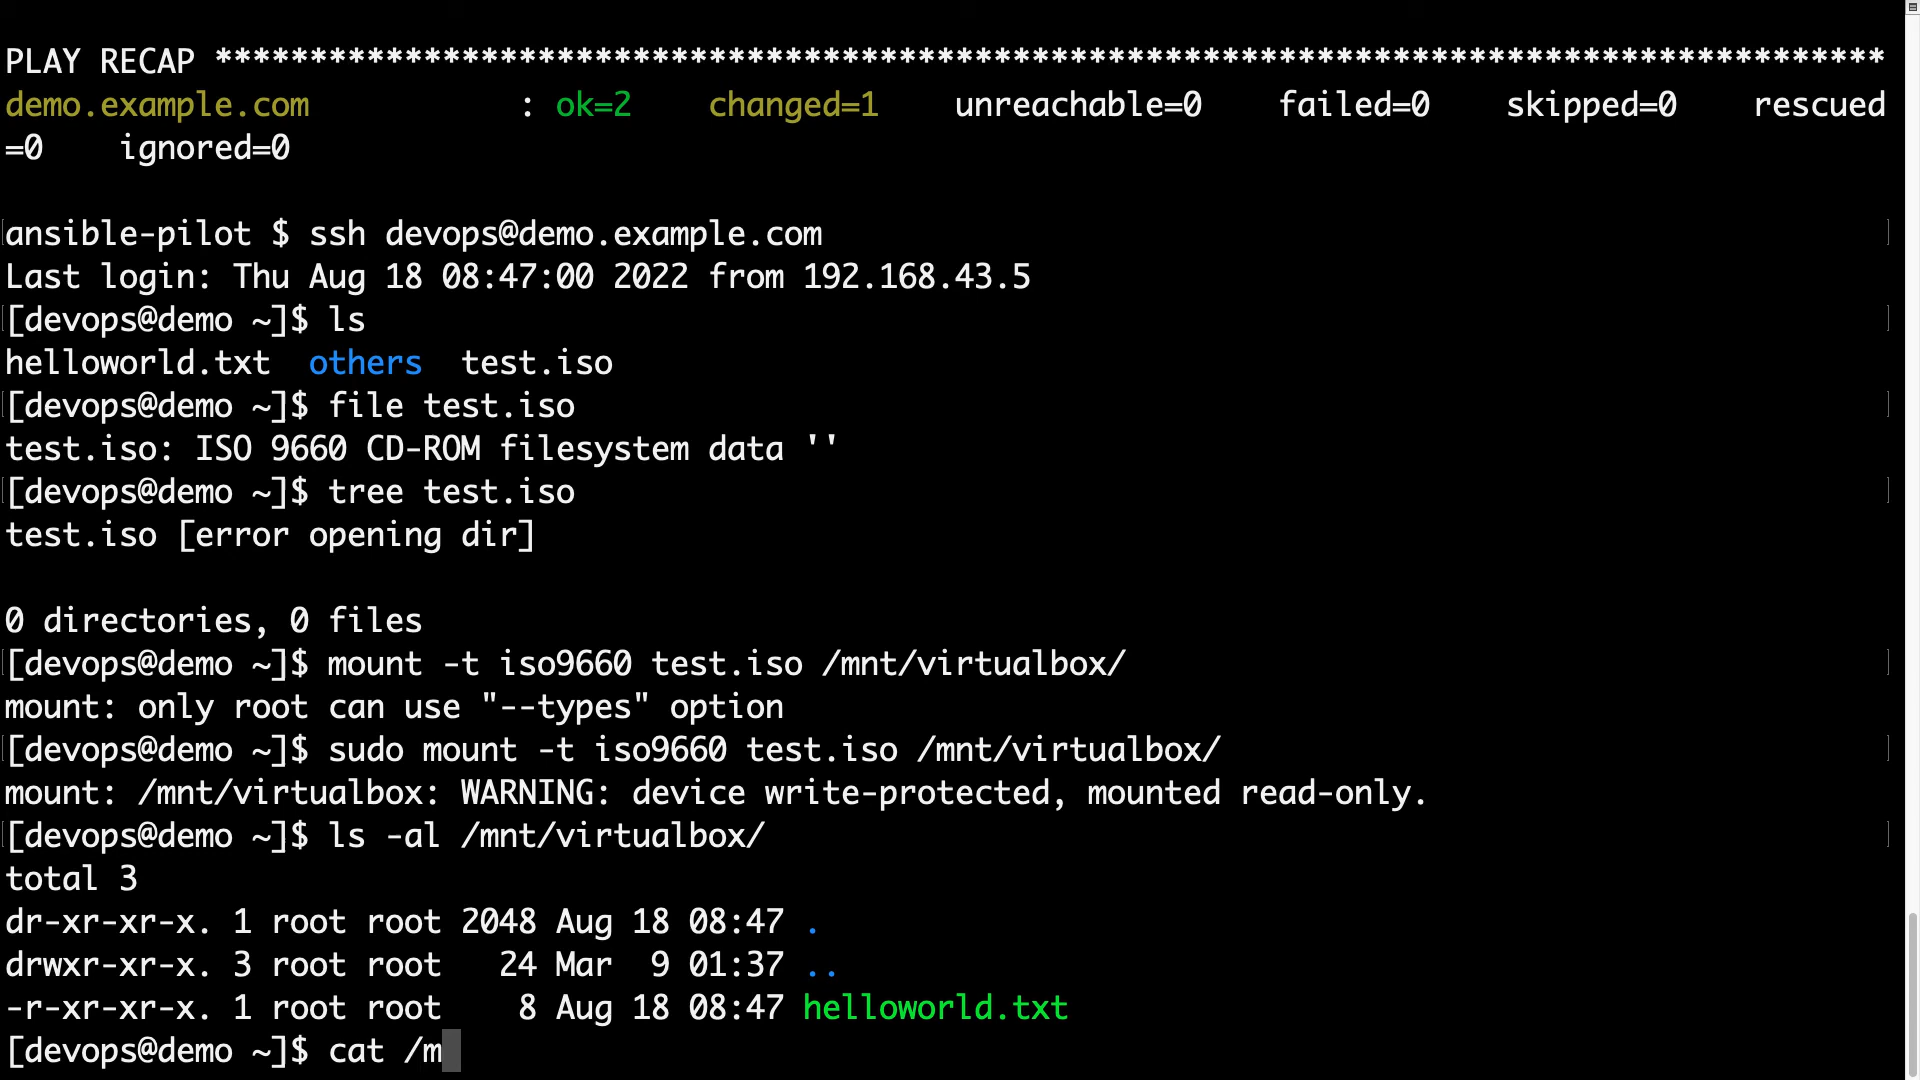 PLAY RECAP ****************************************************************************************
demo.example.com           : ok=2    changed=1    unreachable=0    failed=0    skipped=0    rescued
=0    ignored=0
ansible-pilot $ ssh devops@demo.example.com
Last login: Thu Aug 18 08:47:00 2022 from 192.168.43.5
[devops@demo ~]$ ls
helloworld.txt  others  test.iso
[devops@demo ~]$ file test.iso
test.iso: ISO 9660 CD-ROM filesystem data ''
[devops@demo ~]$ tree test.iso
test.iso [error opening dir]
0 directories, 0 files
[devops@demo ~]$ mount -t iso9660 test.iso /mnt/virtualbox/
mount: only root can use "--types" option
[devops@demo ~]$ sudo mount -t iso9660 test.iso /mnt/virtualbox/
mount: /mnt/virtualbox: WARNING: device write-protected, mounted read-only.
[devops@demo ~]$ ls -al /mnt/virtualbox/
total 3
dr-xr-xr-x. 1 root root 2048 Aug 18 08:47 .
drwxr-xr-x. 3 root root   24 Mar  9 01:37 ..
-r-xr-xr-x. 1 root root    8 Aug 18 08:47 helloworld.txt
[devops@demo ~]$ cat /m